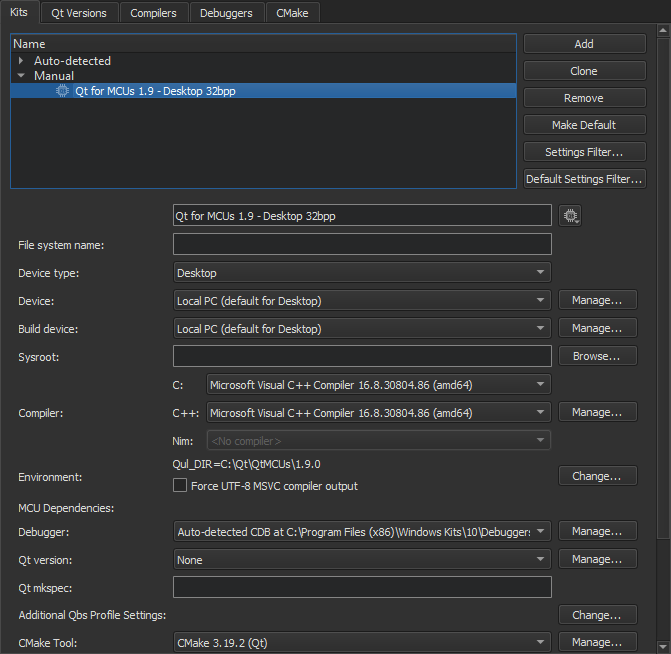 Kits Qt Versions Compilers Debuggers CMake
Name
Auto-detected
Manual
Qt for MCUs 1.9 - Desktop 32bpp
Add
Clone
Remove
Make Default
Settings Filter...
Default Settings Filter...
Qt for MCUs 1.9 - Desktop 32bpp
File system name:
Device type: Desktop
Device: Local PC (default for Desktop) Manage...
Build device: Local PC (default for Desktop) Manage...
Sysroot: Browse...
C: Microsoft Visual C++ Compiler 16.8.30804.86 (amd64)
Compiler: C++: Microsoft Visual C++ Compiler 16.8.30804.86 (amd64) Manage...
Nim: <No compiler>
Qul_DIR=C:\Qt\QtMCUs\1.9.0
Environment: Change...
Force UTF-8 MSVC compiler output
MCU Dependencies:
Debugger: Auto-detected CDB at C:\Program Files (x86)\Windows Kits\10\Debuggers Manage...
Qt version: None Manage...
Qt mkspec:
Additional Qbs Profile Settings: Change...
CMake Tool: CMake 3.19.2 (Qt) Manage...